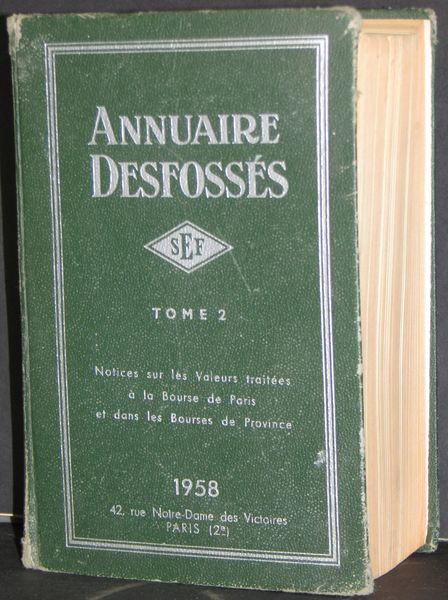 ANNUAIRE
DESFOSSÉS
SEF
TOME 2
Notices sur les Valeurs traitées
à la Bourse de Paris
et dans les Bourses de Province
1958
42, rue Notre-Dame des Victoires
PARIS (2e)